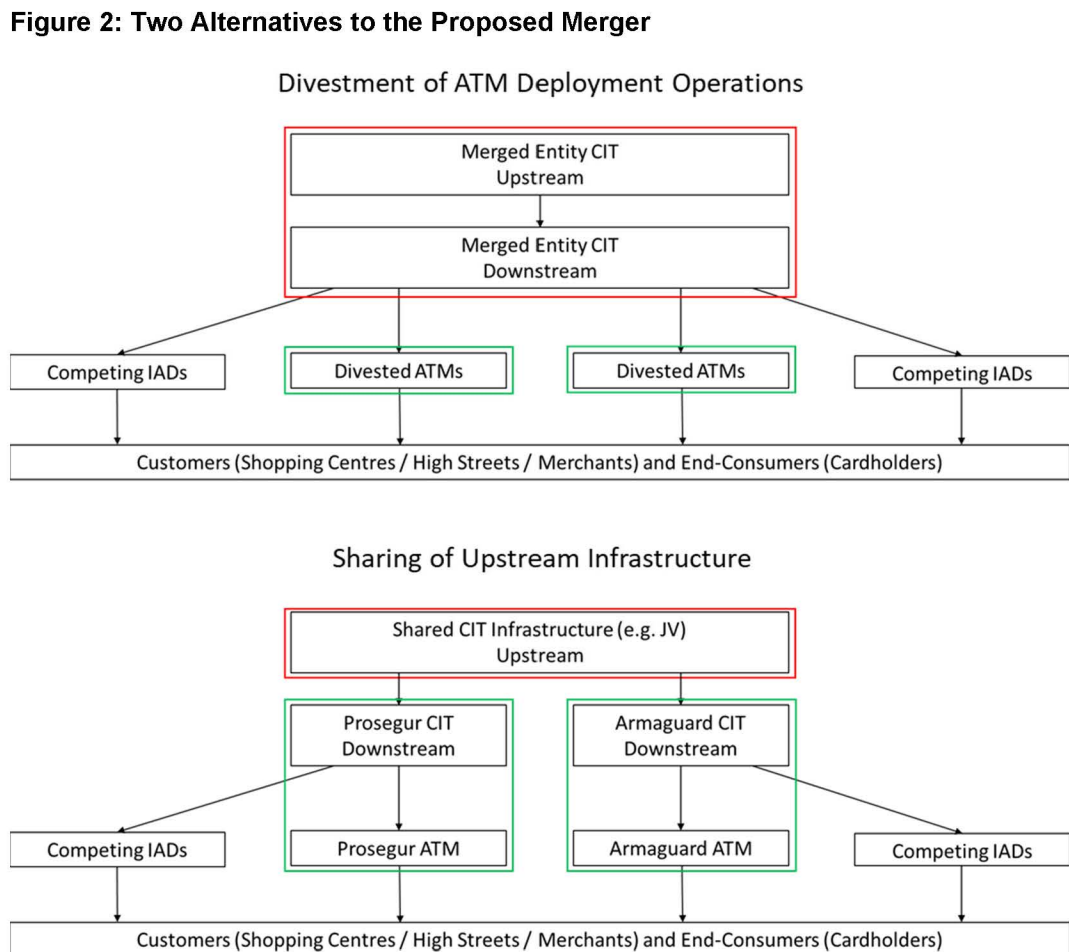 Figure 2: Two Alternatives to the Proposed Merger
Divestment of ATM Deployment Operations
Merged Entity CIT
Upstream
Merged Entity CIT
Downstream
Competing IADs
Divested ATMs
Divested ATMs
Competing IADs
Customers (Shopping Centres / High Streets / Merchants) and End-Consumers (Cardholders)
Sharing of Upstream Infrastructure
Shared CIT Infrastructure (e.g. JV)
Upstream
Prosegur CIT
Downstream
Armaguard CIT
Downstream
Competing IADs
Prosegur ATM
Armaguard ATM
Competing IADs
Customers (Shopping Centres / High Streets / Merchants) and End-Consumers (Cardholders)